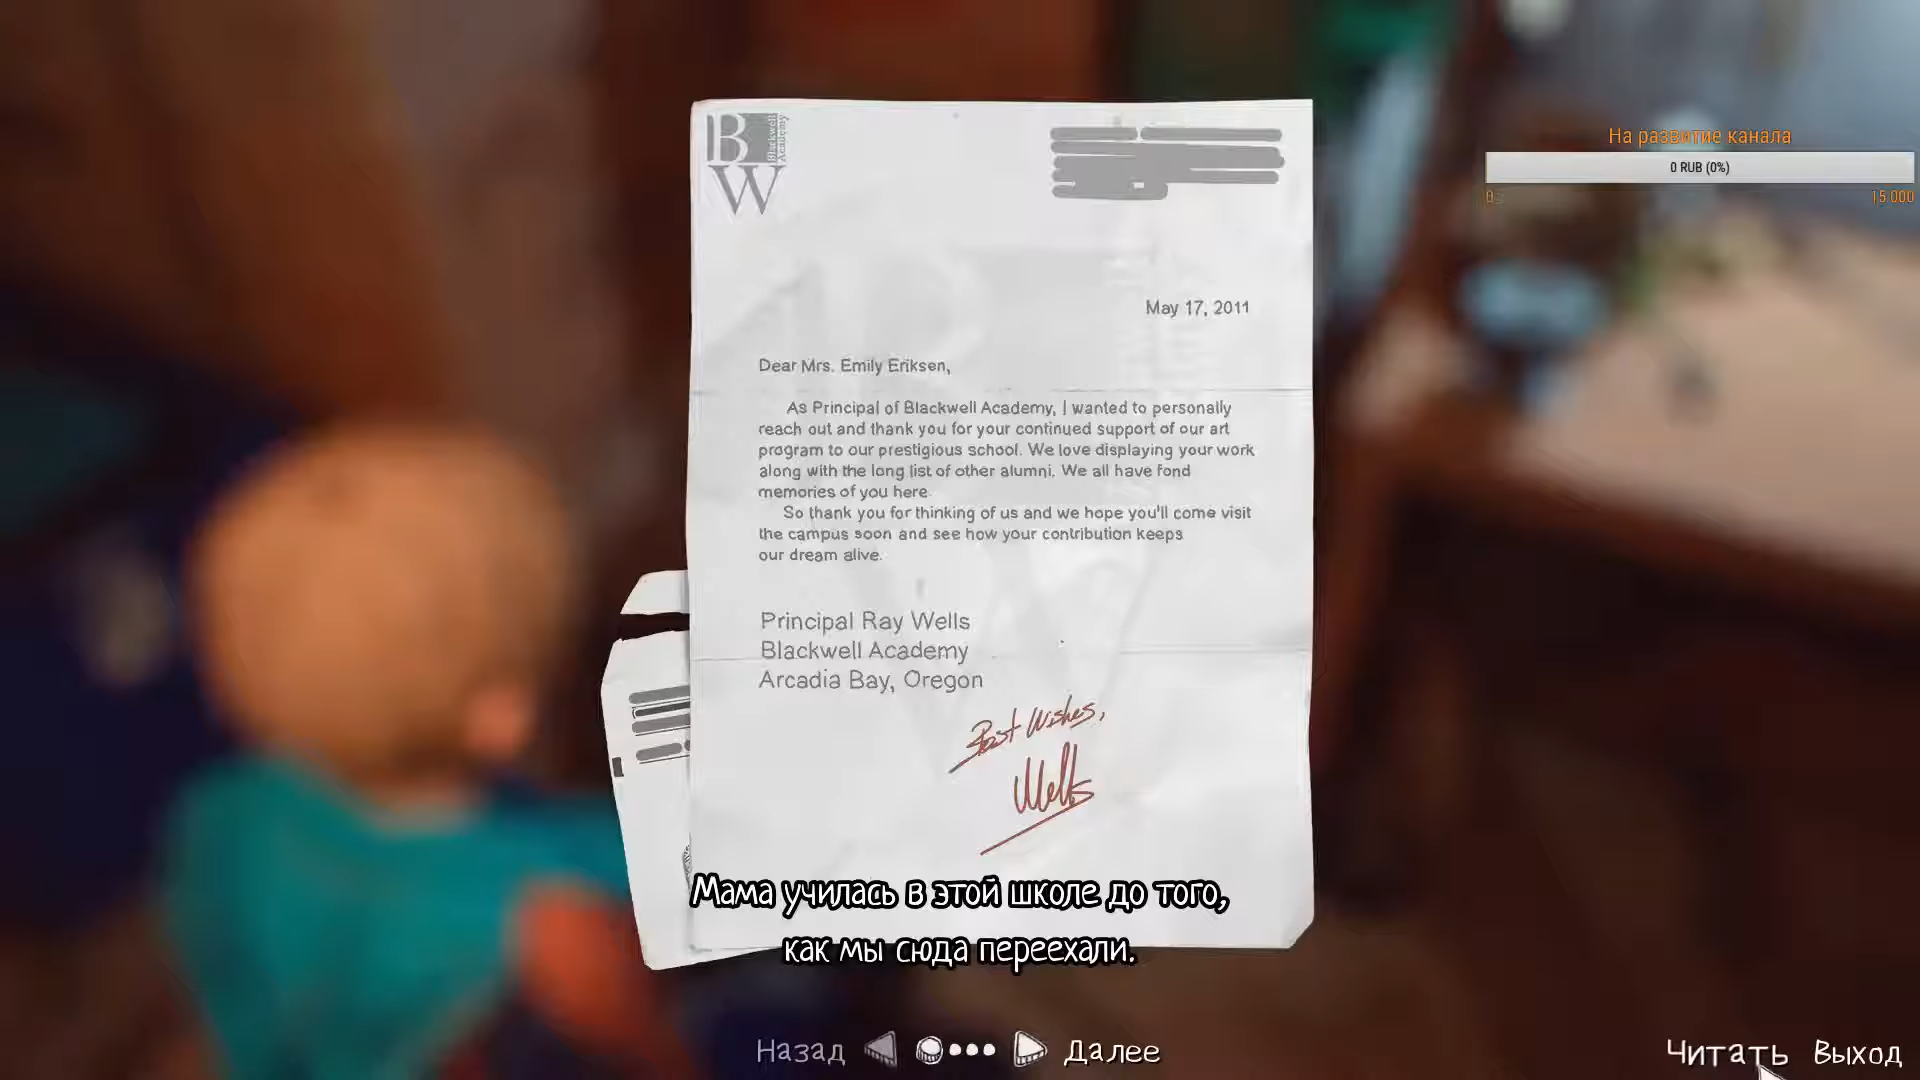 B
W
Blackwell
Academy
На развитие канала
0 RUB (0%)
0
15 000
May 17, 2011
Dear Mrs. Emily Eriksen,
As Principal of Blackwell Academy, I wanted to personally
reach out and thank you for your continued support of our art
program to our prestigious school. We love displaying your work
along with the long list of other alumni. We all have fond
memories of you here.
So thank you for thinking of us and we hope you'll come visit
the campus soon and see how your contribution keeps
our dream alive.
Principal Ray Wells
Blackwell Academy
Arcadia Bay, Oregon
Best Wishes,
Wells
Мама училась в этой школе до того,
как мы сюда переехали.
Назад
Далее
Читать Выход